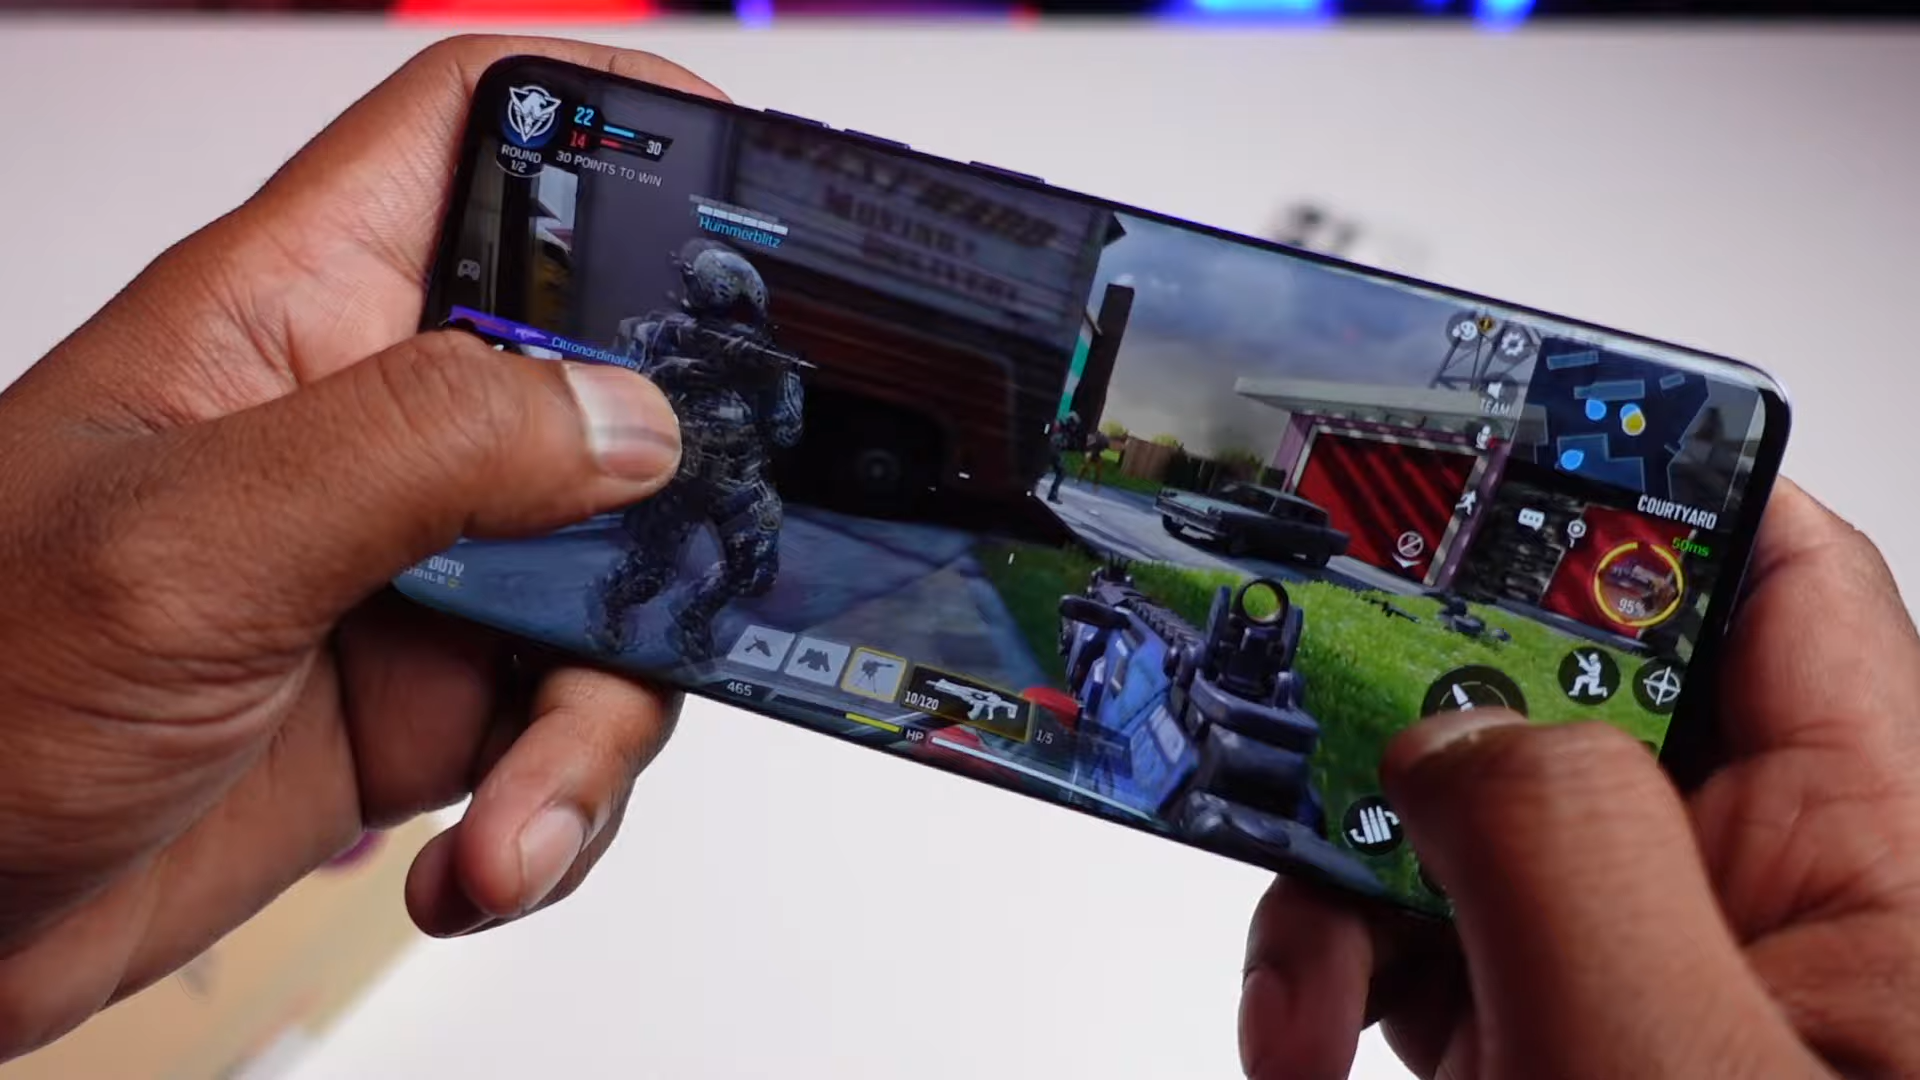 22
14
30
ROUND
1/2
30 POINTS TO WIN
Hummerblitz
Citronordinaire
TEAM
COURTYARD
50ms
95%
DUTY
465
10/120
1/5
HP